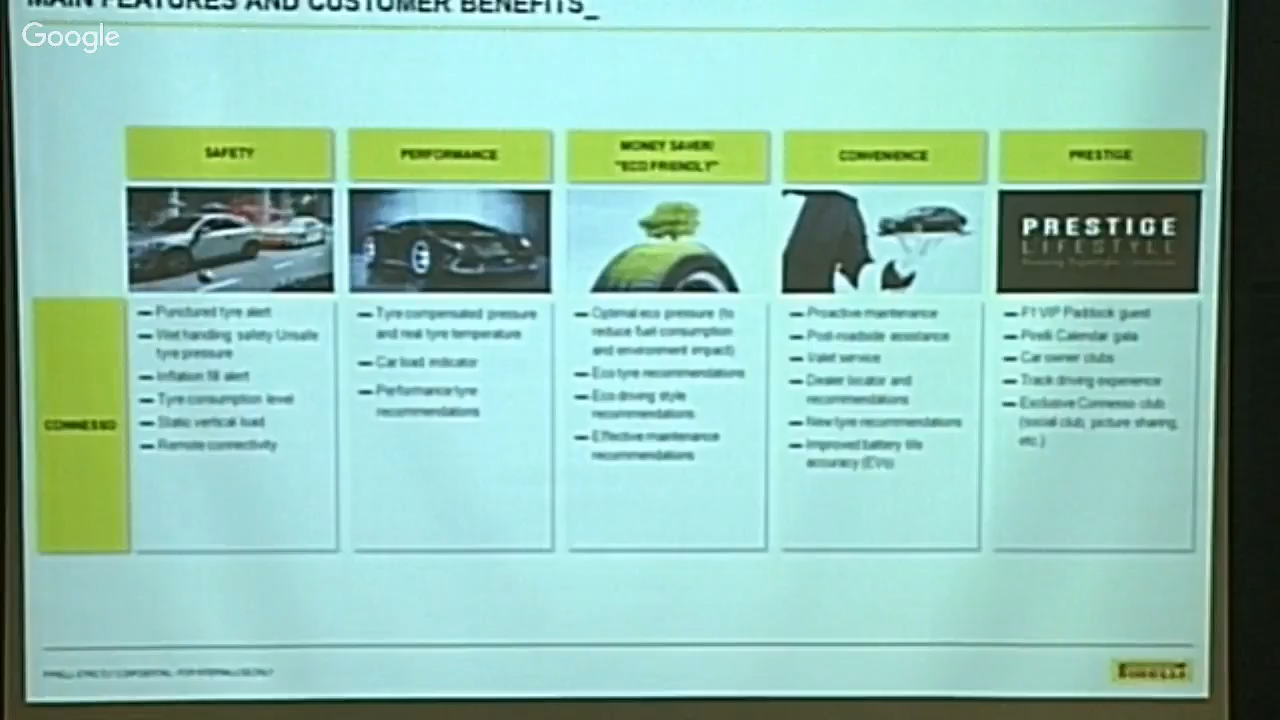 MAIN FEATURES AND CUSTOMER BENEFITS_
Google
SAFETY
PERFORMANCE
MONEY SAVER/
"ECO FRIENDLY"
CONVENIENCE
PRESTIGE
PRESTIGE
LIFESTYLE
CONNESSO
— Punctured tyre alert
— Wet handling safety Unsafe
tyre pressure
— Inflation fill alert
— Tyre consumption level
— Static vertical load
— Remote connectivity
— Tyre compensated pressure
and real tyre temperature
— Car load indicator
— Performance tyre
recommendations
— Optimal eco pressure (to
reduce fuel consumption
and environment impact)
— Eco tyre recommendations
— Eco driving style
recommendations
— Effective maintenance
recommendations
— Proactive maintenance
— Post-roadside assistance
— Valet service
— Dealer locator and
recommendations
— New tyre recommendations
— Improved battery life
accuracy (EVs)
— F1 VIP Paddock guest
— Pirelli Calendar gala
— Car owner clubs
— Track driving experience
— Exclusive Connesso club
(social club, picture sharing,
etc.)